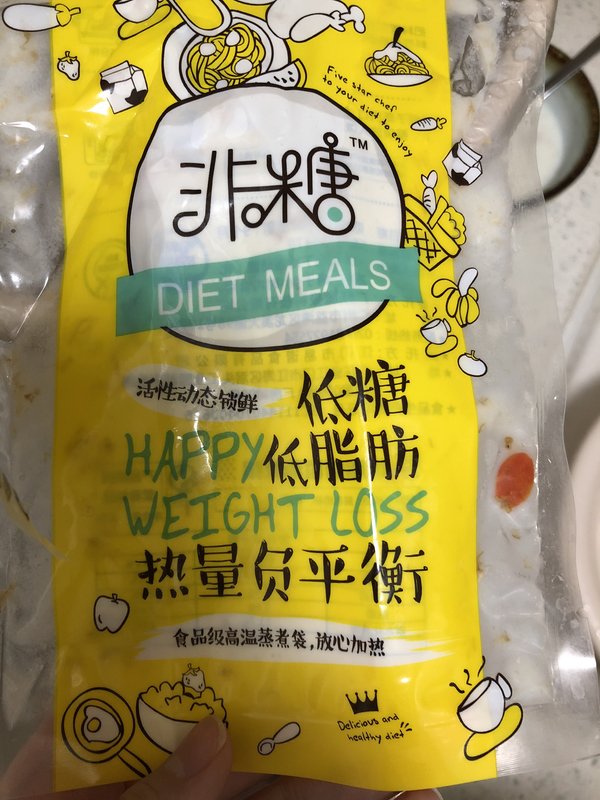 Five star chef
to your diet to enjoy
非糖™
DIET MEALS
活性动态锁鲜
低糖
HAPPY低脂肪
WEIGHT LOSS
热量负平衡
食品级高温蒸煮袋,放心加热
Delicious and
healthy diet